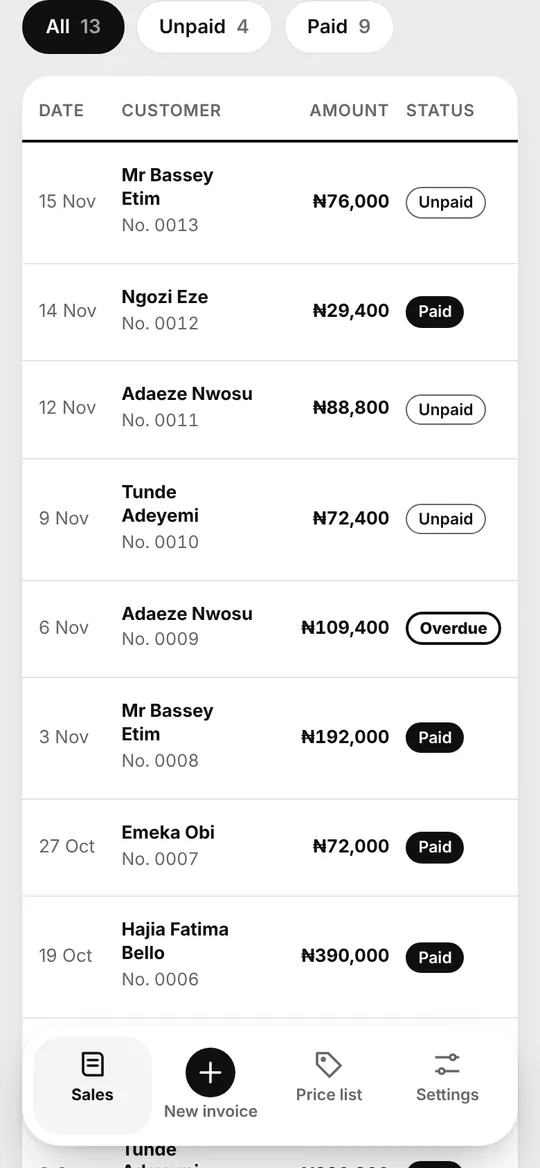 All 13 Unpaid 4 Paid 9
DATE CUSTOMER AMOUNT STATUS
Mr Bassey
Etim
15 Nov ₦76,000 Unpaid
No. 0013
Ngozi Eze
14 Nov ₦29,400 Paid
No. 0012
Adaeze Nwosu
12 Nov ₦88,800 Unpaid
No. 0011
Tunde
Adeyemi
9 Nov ₦72,400 Unpaid
No. 0010
Adaeze Nwosu
6 Nov ₦109,400 Overdue
No. 0009
Mr Bassey
Etim
3 Nov ₦192,000 Paid
No. 0008
Emeka Obi
27 Oct ₦72,000 Paid
No. 0007
Hajia Fatima
Bello
19 Oct ₦390,000 Paid
No. 0006
Sales New invoice Price list Settings
Tunde